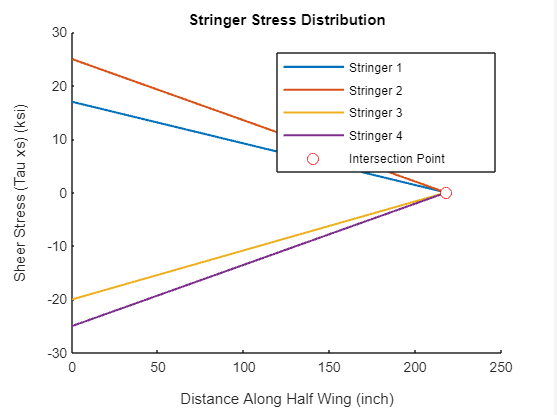 Stringer Stress Distribution
30
20
10
0
-10
-20
-30
Sheer Stress (Tau xs) (ksi)
Stringer 1
Stringer 2
Stringer 3
Stringer 4
Intersection Point
0 50 100 150 200 250
Distance Along Half Wing (inch)